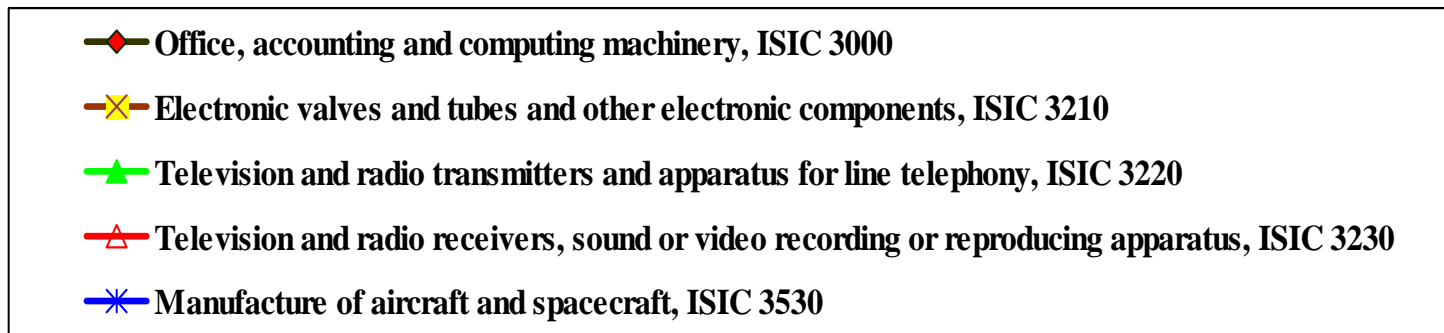 Office, accounting and computing machinery, ISIC 3000
Electronic valves and tubes and other electronic components, ISIC 3210
Television and radio transmitters and apparatus for line telephony, ISIC 3220
Television and radio receivers, sound or video recording or reproducing apparatus, ISIC 3230
Manufacture of aircraft and spacecraft, ISIC 3530